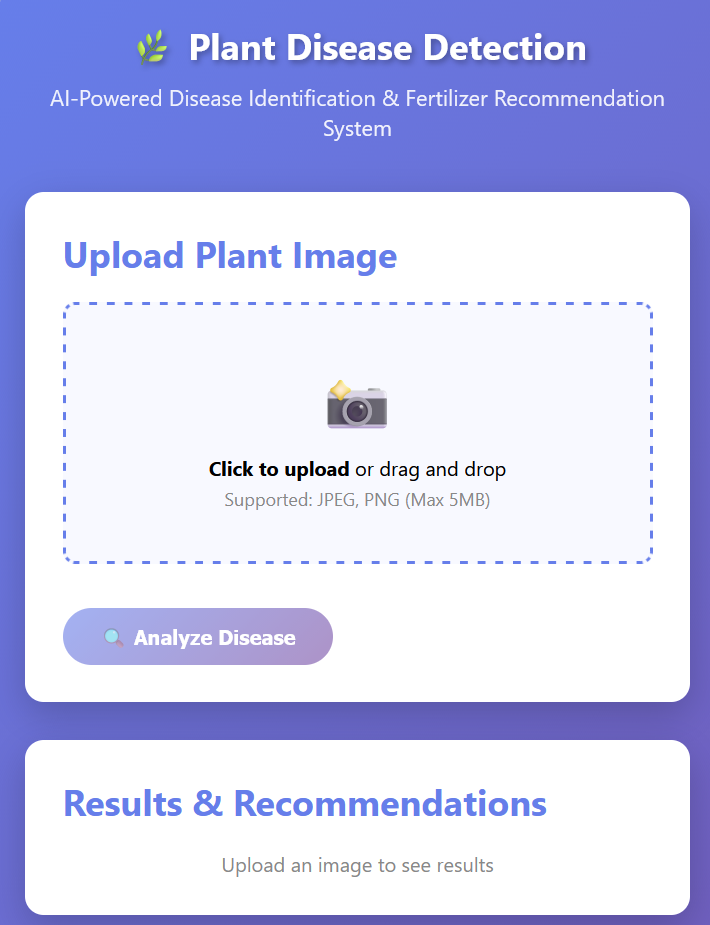 Plant Disease Detection
AI-Powered Disease Identification & Fertilizer Recommendation
System
Upload Plant Image
Click to upload or drag and drop
Supported: JPEG, PNG (Max 5MB)
Analyze Disease
Results & Recommendations
Upload an image to see results